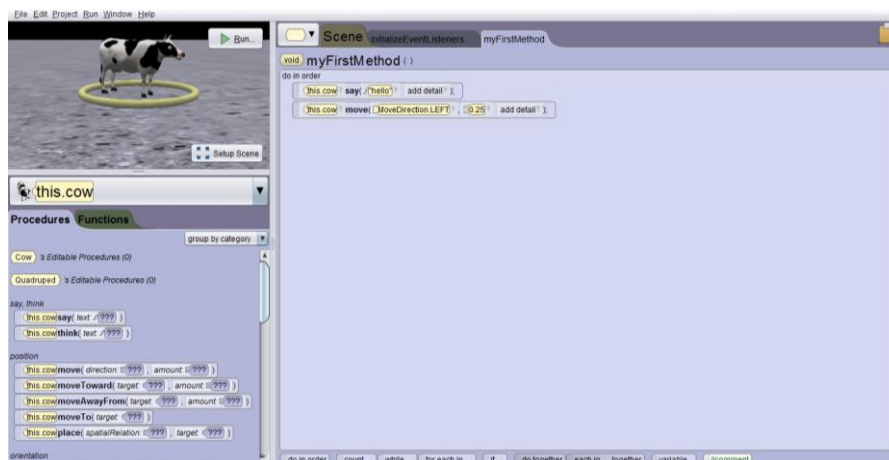 File Edit Project Run Window Help
Run...
Setup Scene
this.cow
Procedures Functions
group by category
Cow 's Editable Procedures (0)
Quadruped 's Editable Procedures (0)
say, think
this.cow say( text ??? )
this.cow think( text ??? )
position
this.cow move( direction ??? , amount ??? )
this.cow moveToward( target ??? , amount ??? )
this.cow moveAwayFrom( target ??? , amount ??? )
this.cow moveTo( target ??? )
this.cow place( spatialRelation ??? , target ??? )
orientation
Scene initializeEventListeners myFirstMethod
void myFirstMethod ( )
do in order
this.cow say( "hello" add detail );
this.cow move( MoveDirection.LEFT , 0.25 add detail );
do in order count while for each in if do together each in together variable //comment